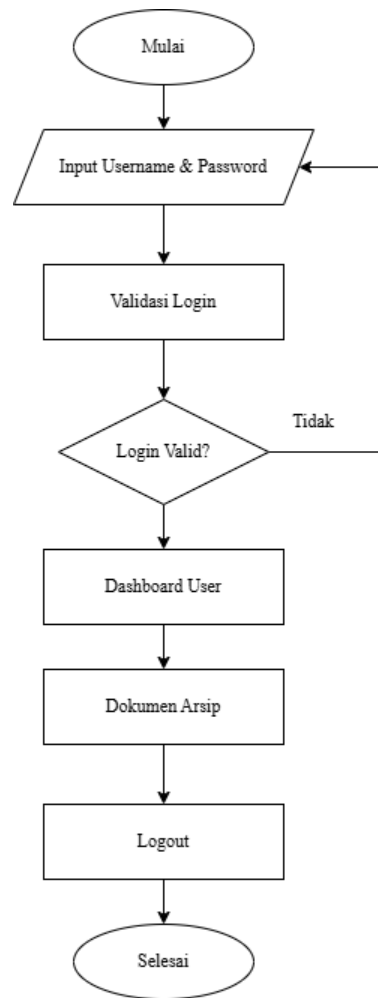 Mulai
Input Username & Password
Validasi Login
Tidak
Login Valid?
Dashboard User
Dokumen Arsip
Logout
Selesai